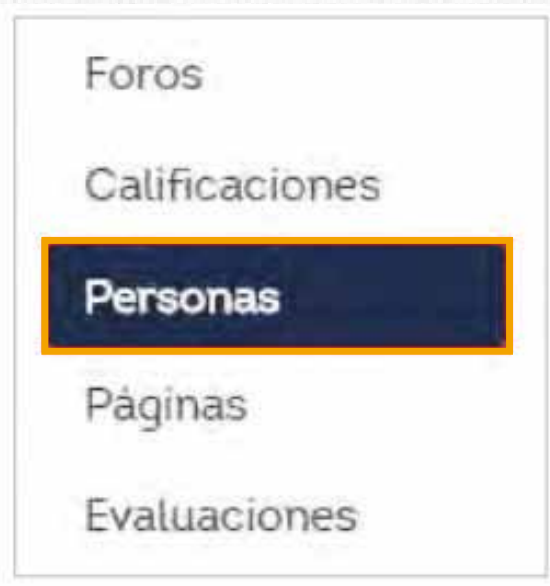 Foros
Calificaciones
Personas
Páginas
Evaluaciones